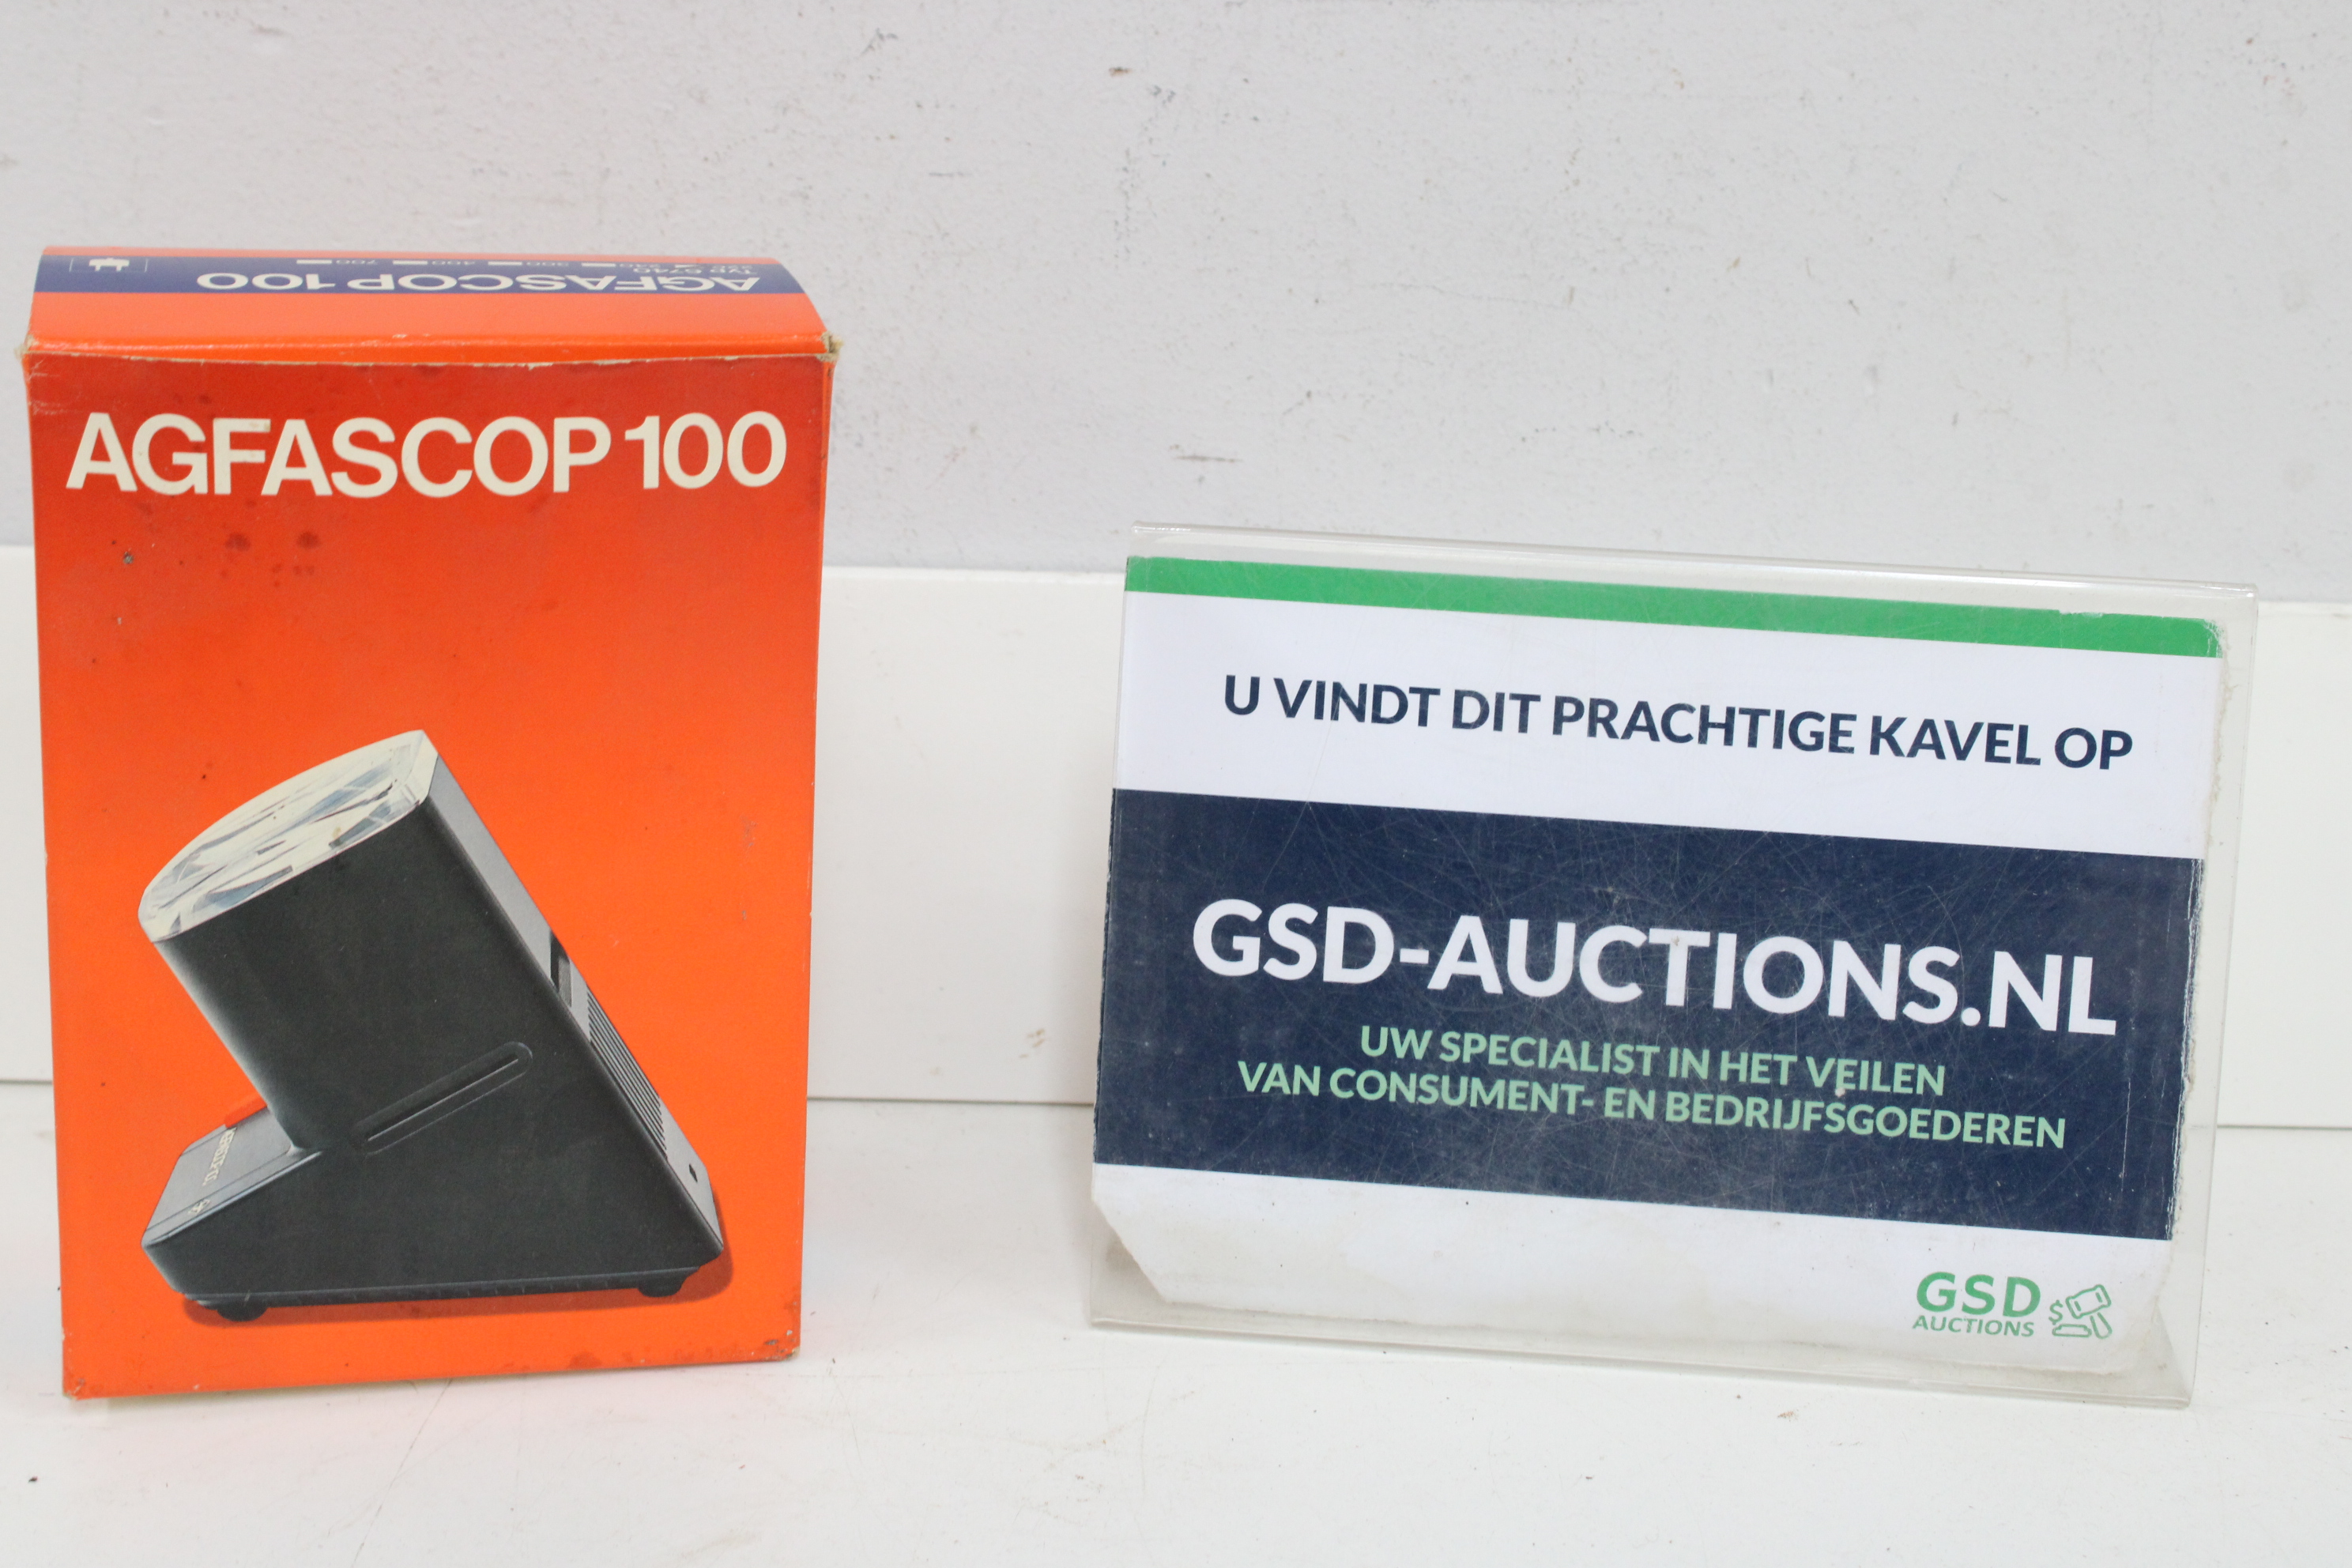 AGFASCOP 100
AGFASCOP 100
U VINDT DIT PRACHTIGE KAVEL OP
GSD-AUCTIONS.NL
UW SPECIALIST IN HET VEILEN
VAN CONSUMENT- EN BEDRIJFSGOEDEREN
GSD
AUCTIONS